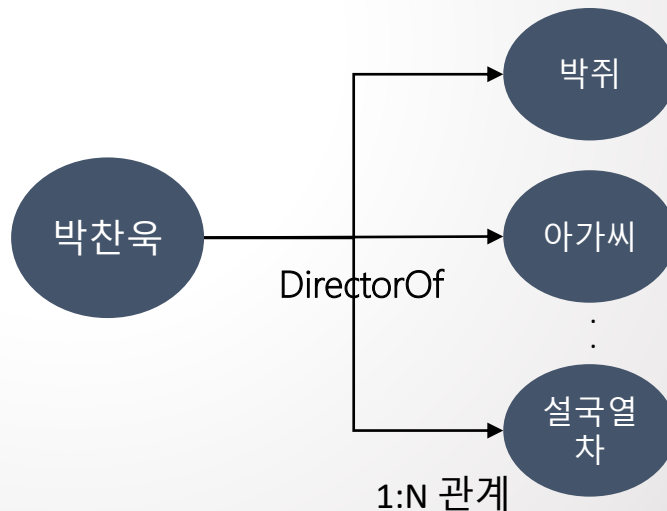 박쥐
박찬욱
아가씨
DirectorOf
.
.
설국열
차
1:N 관계